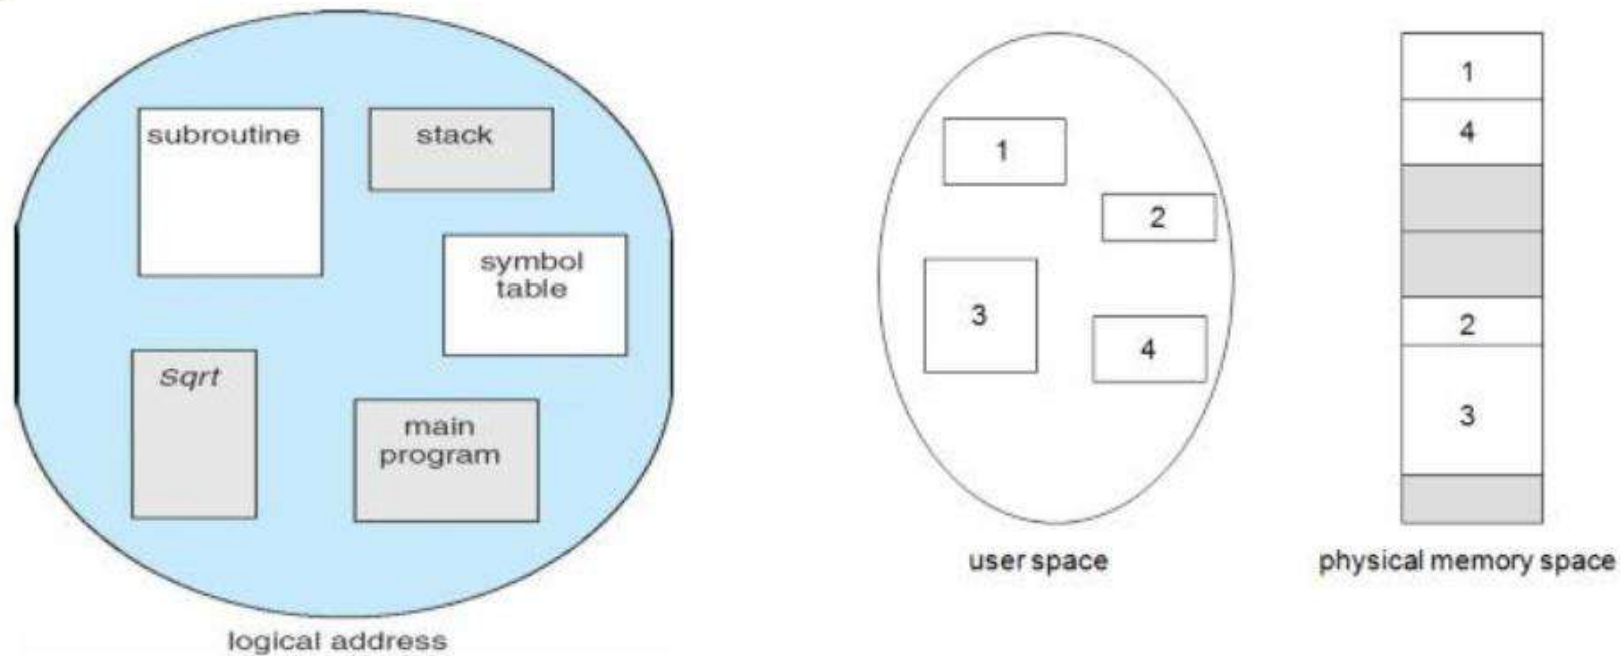 subroutine
stack
symbol
table
Sqrt
main
program
logical address
1
2
3
4
user space
1
4
2
3
physical memory space